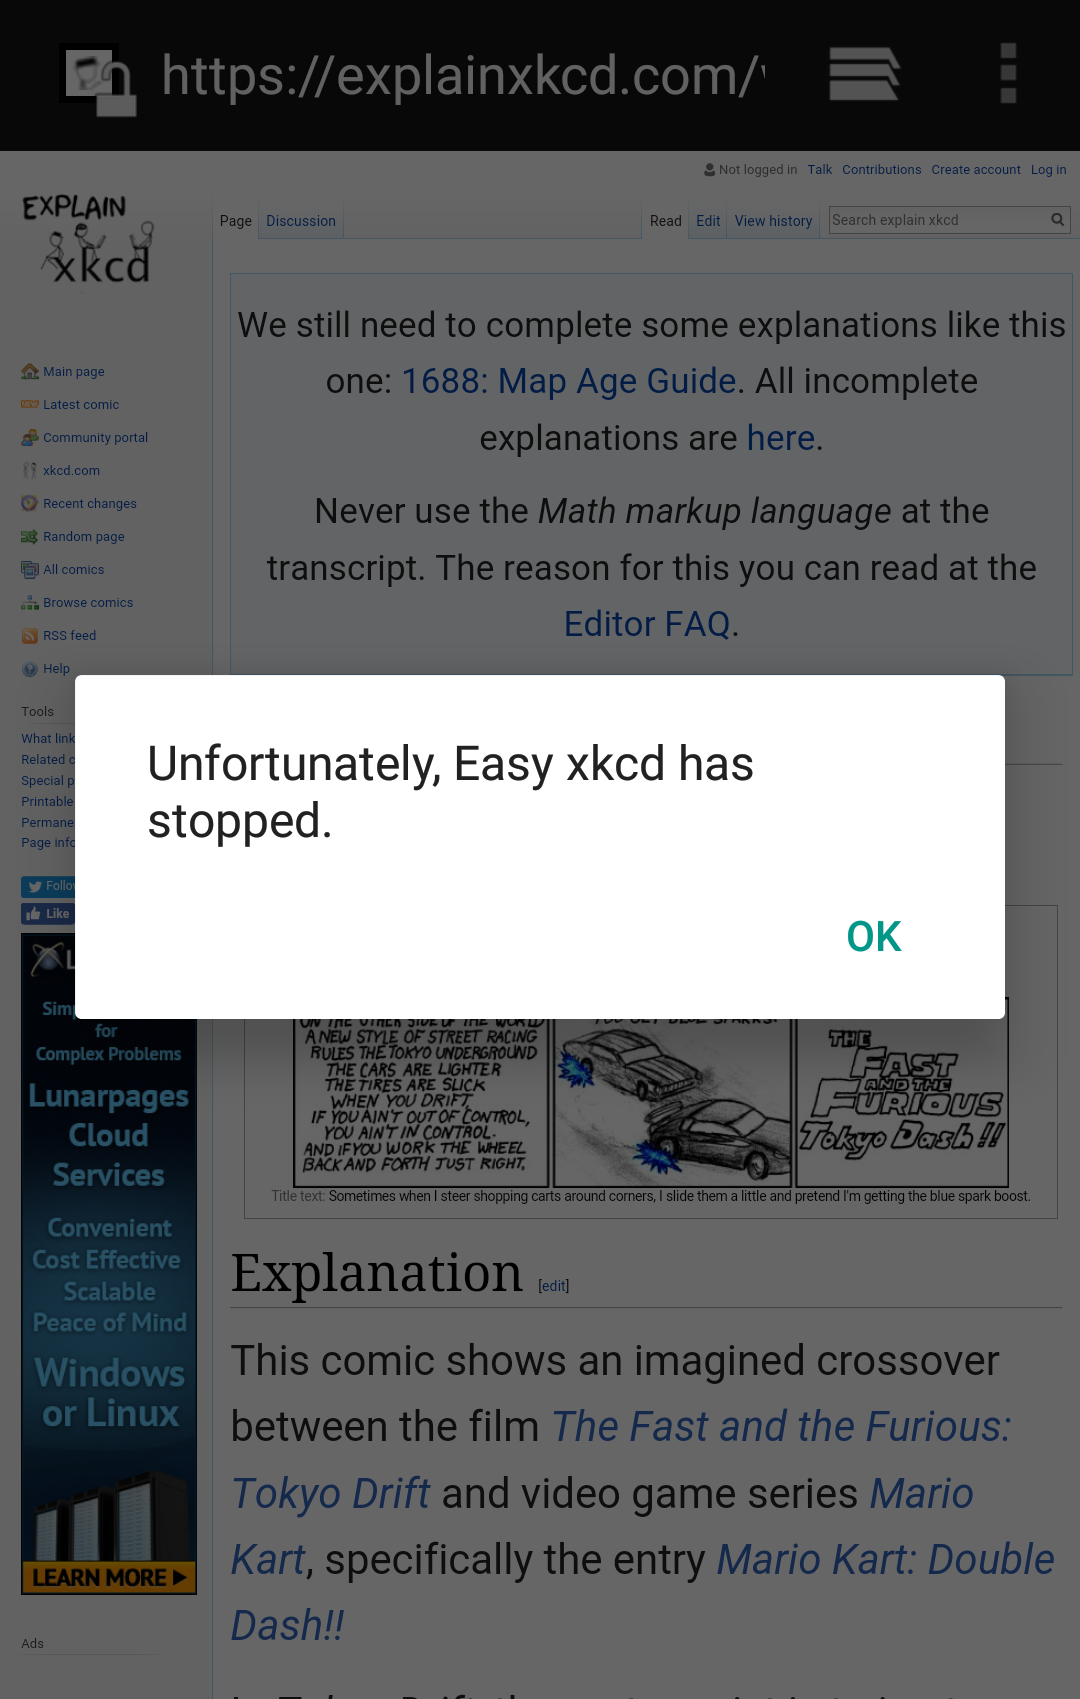 https://explainxkcd.com/
Not logged in Talk Contributions Create account Log in
EXPLAIN
xkcd
Page Discussion Read Edit View history Search explain xkcd
We still need to complete some explanations like this
one: 1688: Map Age Guide. All incomplete
explanations are here.
Never use the Math markup language at the
transcript. The reason for this you can read at the
Editor FAQ.
Main page
Latest comic
Community portal
xkcd.com
Recent changes
Random page
All comics
Browse comics
RSS feed
Help
Tools
What link
Related
Special
Printable
Page info
Like
Unfortunately, Easy xkcd has
stopped.
OK
for
Complex Problems
Lunarpages
Cloud
Services
Convenient
Cost Effective
Scalable
Peace of Mind
Windows
or Linux
LEARN MORE
Ads
ON THE OTHER SIDE OF THE WORLD
A NEW STYLE OF STREET RACING
RULES THE TOKYO UNDERGROUND
THE CARS ARE LIGHTER
THE TIRES ARE SLICK
WHEN YOU DRIFT,
IF YOU AIN'T OUT OF CONTROL,
YOU AIN'T IN CONTROL.
AND IF YOU WORK THE WHEEL
BACK AND FORTH JUST RIGHT,
YOU GET BLUE SPARKS.
THE
FAST
AND THE
FURIOUS
Tokyo Dash!!
Title text: Sometimes when I steer shopping carts around corners, I slide them a little and pretend I'm getting the blue spark boost.
Explanation [edit]
This comic shows an imagined crossover
between the film The Fast and the Furious:
Tokyo Drift and video game series Mario
Kart, specifically the entry Mario Kart: Double
Dash!!